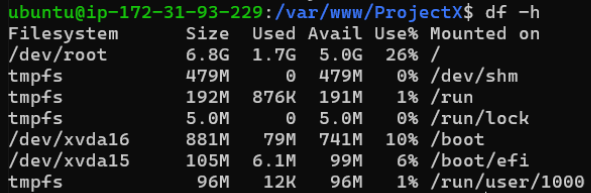 ubuntu@ip-172-31-93-229:/var/www/ProjectX$ df -h
Filesystem      Size  Used Avail Use% Mounted on
/dev/root       6.8G  1.7G  5.0G  26% /
tmpfs           479M     0  479M   0% /dev/shm
tmpfs           192M  876K  191M   1% /run
tmpfs           5.0M     0  5.0M   0% /run/lock
/dev/xvda16     881M   79M  741M  10% /boot
/dev/xvda15     105M  6.1M   99M   6% /boot/efi
tmpfs            96M   12K   96M   1% /run/user/1000